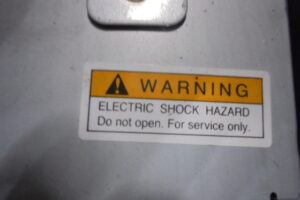 WARNING
ELECTRIC SHOCK HAZARD
Do not open. For service only.